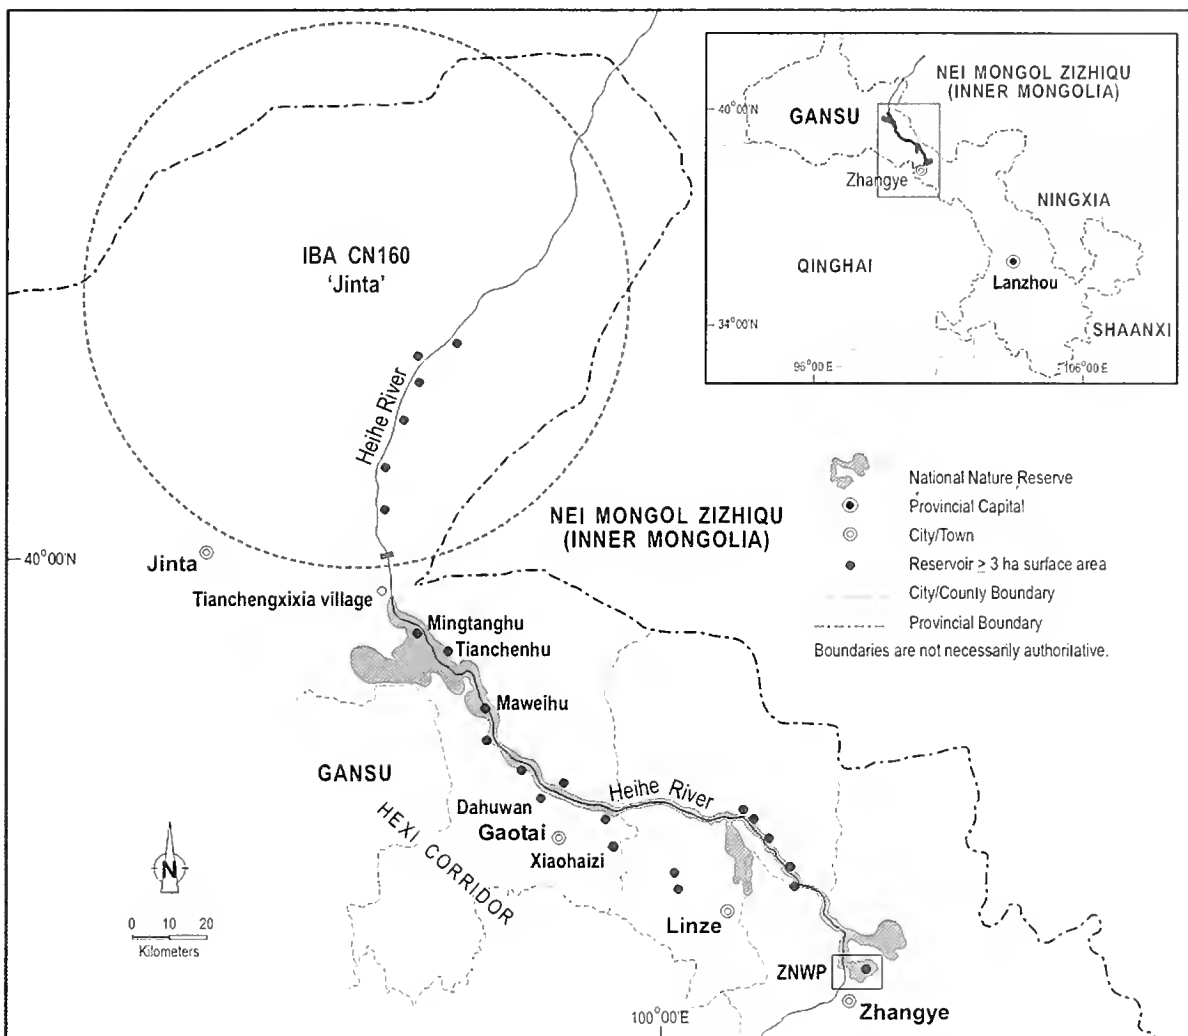 NEI MONGOL ZIZHIQU
(INNER MONGOLIA)
40°00'N
GANSU
Zhangye
NINGXIA
QINGHAI
Lanzhou
34°00'N
SHAANXI
96°00'E
106°00'E
IBA CN160
'Jinta'
Heihe River
National Nature Reserve
Provincial Capital
City/Town
Reservoir ≥ 3 ha surface area
City/County Boundary
Provincial Boundary
Boundaries are not necessarily authoritative.
NEI MONGOL ZIZHIQU
(INNER MONGOLIA)
40°00'N
Jinta
Tianchengxixia village
Mingtanghu
Tianchenhu
Maweihu
GANSU
Heihe River
Dahuwan
Gaotai
HEXI CORRIDOR
Xiaohaizi
N
0 10 20
Kilometers
Linze
ZNWP
Zhangye
100°00'E